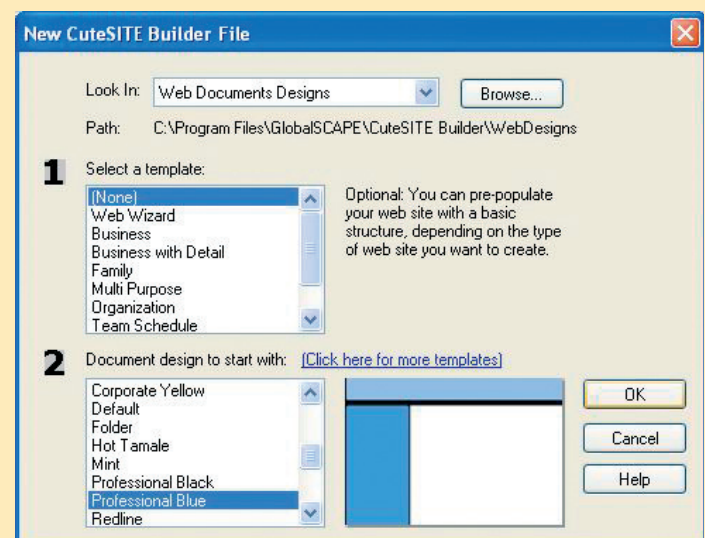 New CuteSITE Builder File
Look In: Web Documents Designs Browse...
Path: C:\Program Files\GlobalSCAPE\CuteSITE Builder\WebDesigns
1 Select a template:
(None)
Web Wizard
Business
Business with Detail
Family
Multi Purpose
Organization
Team Schedule
Optional: You can pre-populate
your web site with a basic
structure, depending on the type
of web site you want to create.
2 Document design to start with: (Click here for more templates)
Corporate Yellow
Default
Folder
Hot Tamale
Mint
Professional Black
Professional Blue
Redline
OK
Cancel
Help